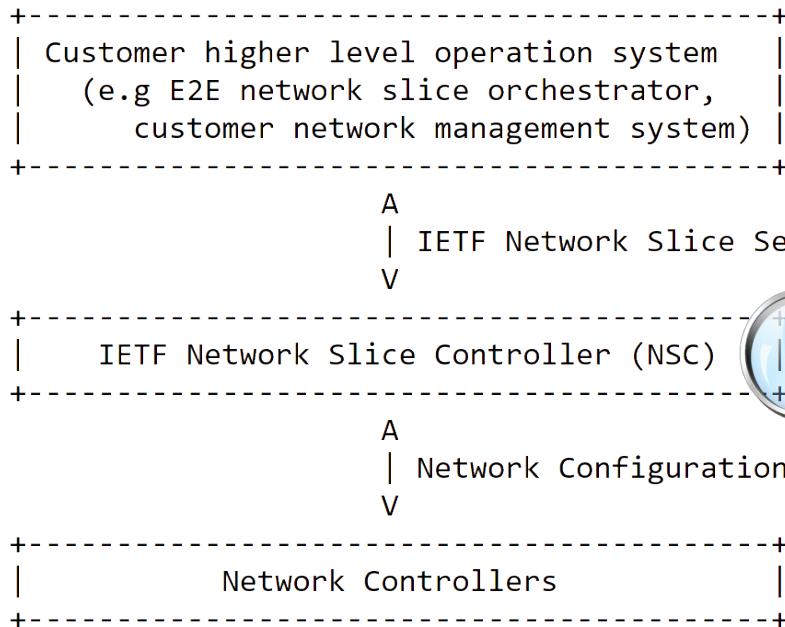 +------------------------------------------+
| Customer higher level operation system |
| (e.g E2E network slice orchestrator, |
| customer network management system) |
+------------------------------------------+
A
| IETF Network Slice Se
V
+------------------------------------------+
| IETF Network Slice Controller (NSC) |
+------------------------------------------+
A
| Network Configuration
V
+------------------------------------------+
| Network Controllers |
+------------------------------------------+